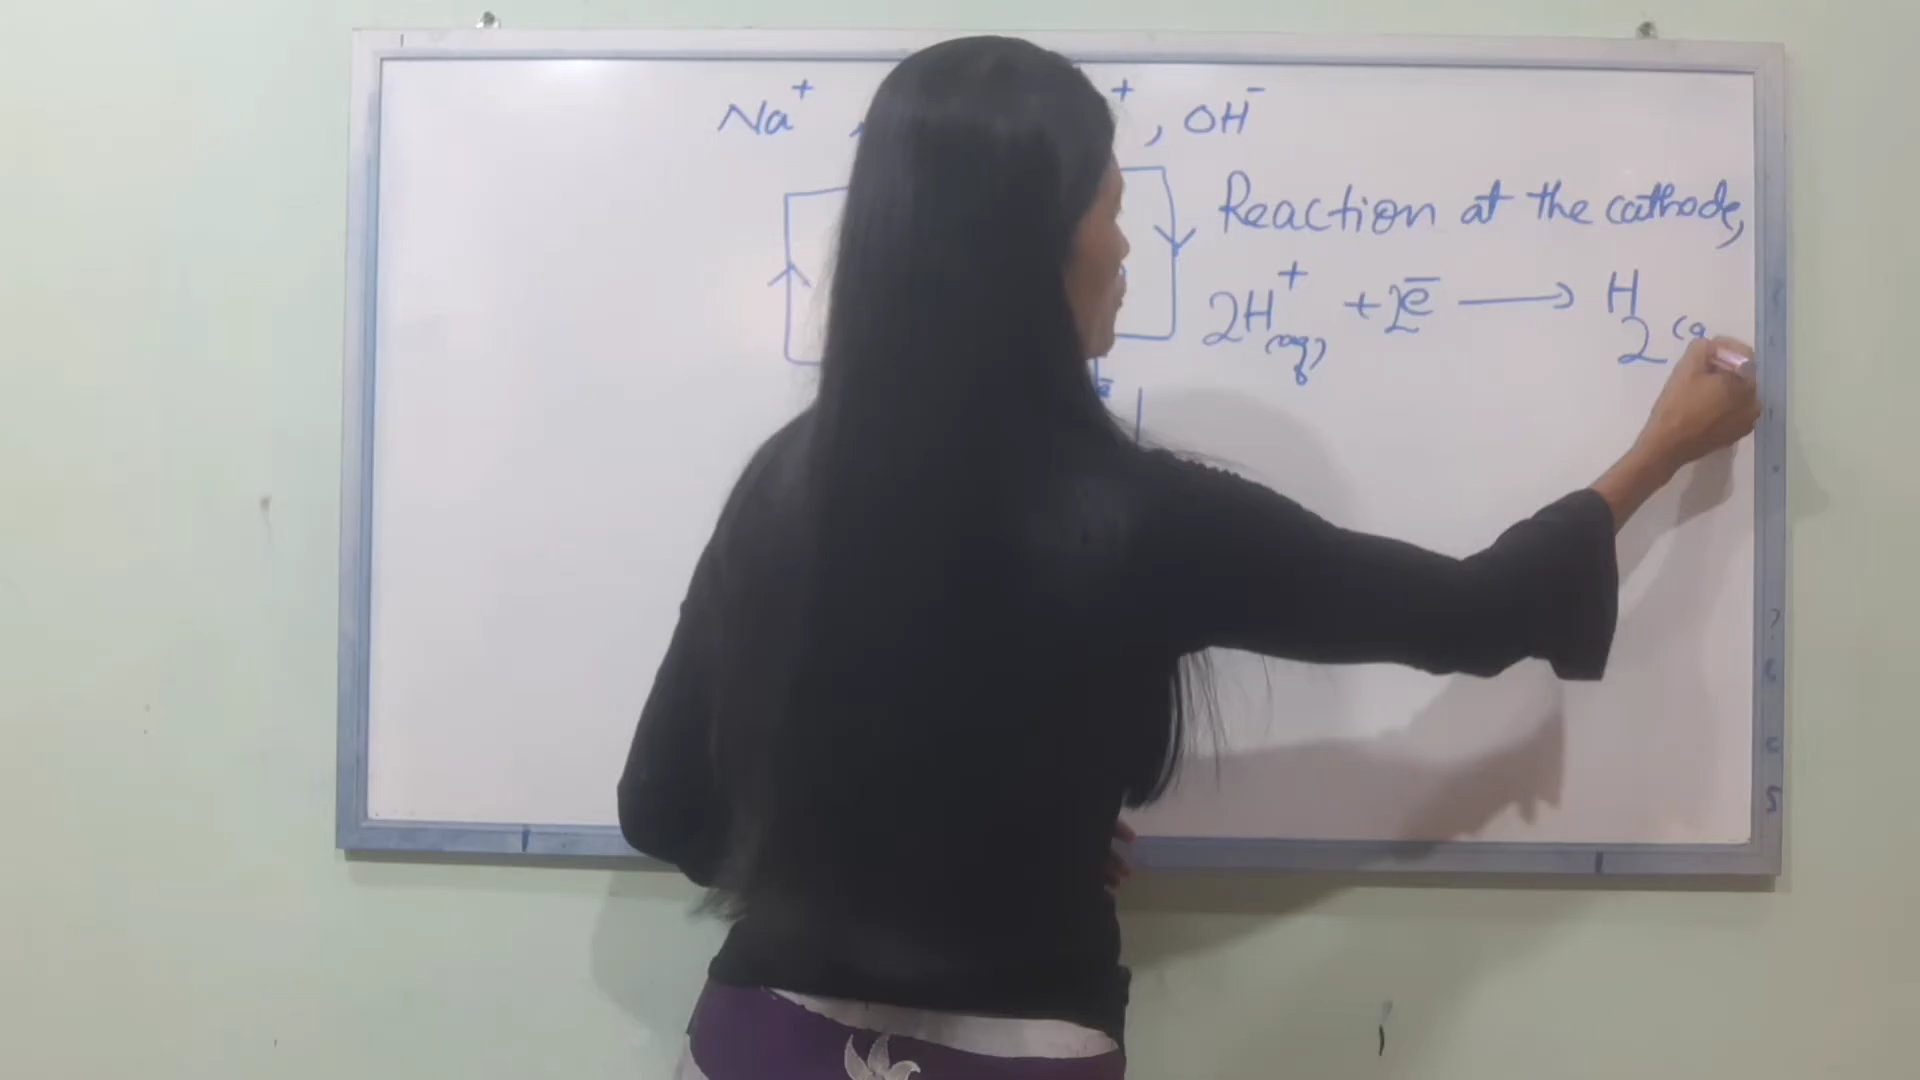 Na⁺ , ⁺ , OH⁻
Reaction at the cathode,
2H⁺(aq) + 2e⁻ → H₂(g
e⁻